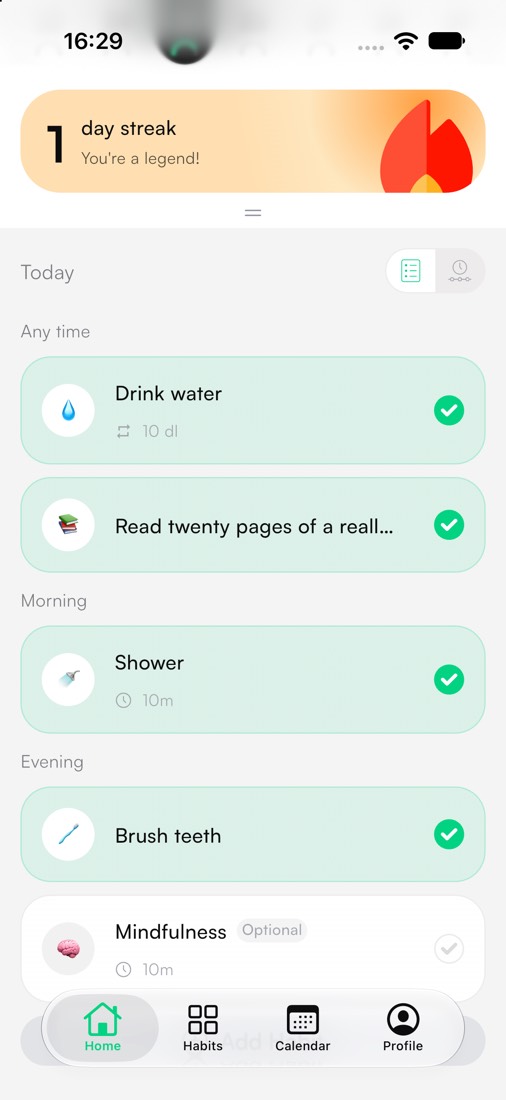 16:29
1
day streak
You're a legend!
Today
Any time
Drink water
10 dl
Read twenty pages of a reall...
Morning
Shower
10m
Evening
Brush teeth
Mindfulness Optional
10m
Add
Home Habits Calendar Profile